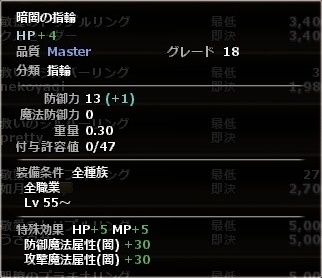 暗闇の指輪
HP+4
品質 Master グレード 18
分類 指輪
防御力 13 (+1)
魔法防御力 0
重量 0.30
付与許容値 0/47
装備条件 全種族
全職業
Lv 55～
特殊効果 HP+5 MP+5
防御魔法属性(闇) +30
攻撃魔法属性(闇) +30